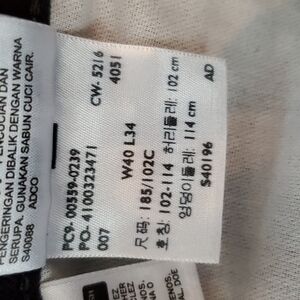 PENGERINGAN DIBALIK DENGAN WARNA
SERUPA. GUNAKAN SABUN CUCI CAIR.
S40088 ADCO
PC9- 00559-0239
PO- 4100323471
007
CW- 5216
4051
W40 L34
尺码: 185/102C
호칭: 102-114 허리둘레: 102 cm
엉덩이둘레: 114 cm
S40196
AD